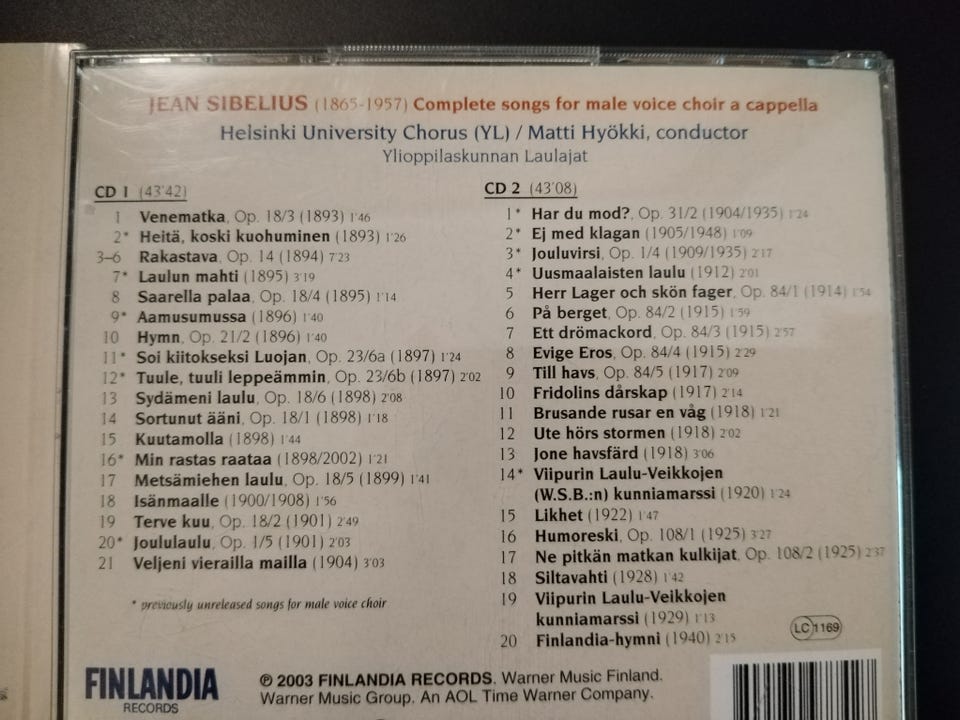 JEAN SIBELIUS (1865-1957) Complete songs for male voice choir a cappella
Helsinki University Chorus (YL) / Matti Hyökki, conductor
Ylioppilaskunnan Laulajat
CD 1 (43'42)
1 Venematka, Op. 18/3 (1893) 1'46
2* Heitä, koski kuohuminen (1893) 1'26
3–6 Rakastava, Op. 14 (1894) 7'23
7* Laulun mahti (1895) 3'19
8 Saarella palaa, Op. 18/4 (1895) 1'14
9* Aamusumussa (1896) 1'40
10 Hymn, Op. 21/2 (1896) 1'40
11* Soi kiitokseksi Luojan, Op. 23/6a (1897) 1'24
12* Tuule, tuuli leppeämmin, Op. 23/6b (1897) 2'02
13 Sydämeni laulu, Op. 18/6 (1898) 2'08
14 Sortunut ääni, Op. 18/1 (1898) 1'18
15 Kuutamolla (1898) 1'44
16* Min rastas raataa (1898/2002) 1'21
17 Metsämiehen laulu, Op. 18/5 (1899) 1'41
18 Isänmaalle (1900/1908) 1'56
19 Terve kuu, Op. 18/2 (1901) 2'49
20* Joululaulu, Op. 1/5 (1901) 2'03
21 Veljeni vierailla mailla (1904) 3'03
* previously unreleased songs for male voice choir
CD 2 (43'08)
1* Har du mod?, Op. 31/2 (1904/1935) 1'24
2* Ej med klagan (1905/1948) 1'09
3* Jouluvirsi, Op. 1/4 (1909/1935) 2'17
4* Uusmaalaisten laulu (1912) 2'01
5 Herr Lager och skön fager, Op. 84/1 (1914) 1'54
6 På berget, Op. 84/2 (1915) 1'59
7 Ett drömackord, Op. 84/3 (1915) 2'57
8 Evige Eros, Op. 84/4 (1915) 2'29
9 Till havs, Op. 84/5 (1917) 2'09
10 Fridolins dårskap (1917) 2'14
11 Brusande rusar en våg (1918) 1'21
12 Ute hörs stormen (1918) 2'02
13 Jone havsfärd (1918) 3'06
14* Viipurin Laulu-Veikkojen
(W.S.B.:n) kunniamarssi (1920) 1'24
15 Likhet (1922) 1'47
16 Humoreski, Op. 108/1 (1925) 3'27
17 Ne pitkän matkan kulkijat, Op. 108/2 (1925) 2'37
18 Siltavahti (1928) 1'42
19 Viipurin Laulu-Veikkojen
kunniamarssi (1929) 1'13
20 Finlandia-hymni (1940) 2'15
LC 1169
FINLANDIA
RECORDS
℗ 2003 FINLANDIA RECORDS. Warner Music Finland.
Warner Music Group. An AOL Time Warner Company.